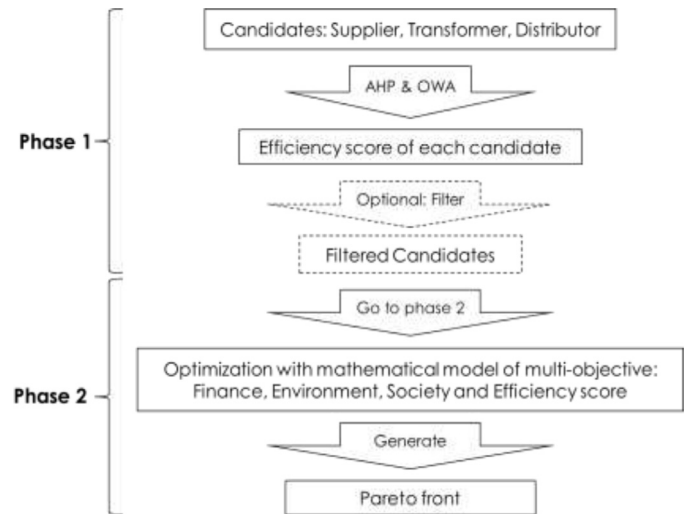 Candidates: Supplier, Transformer, Distributor
AHP & OWA
Phase 1
Efficiency score of each candidate
Optional: Filter
Filtered Candidates
Go to phase 2
Optimization with mathematical model of multi-objective:
Finance, Environment, Society and Efficiency score
Phase 2
Generate
Pareto front